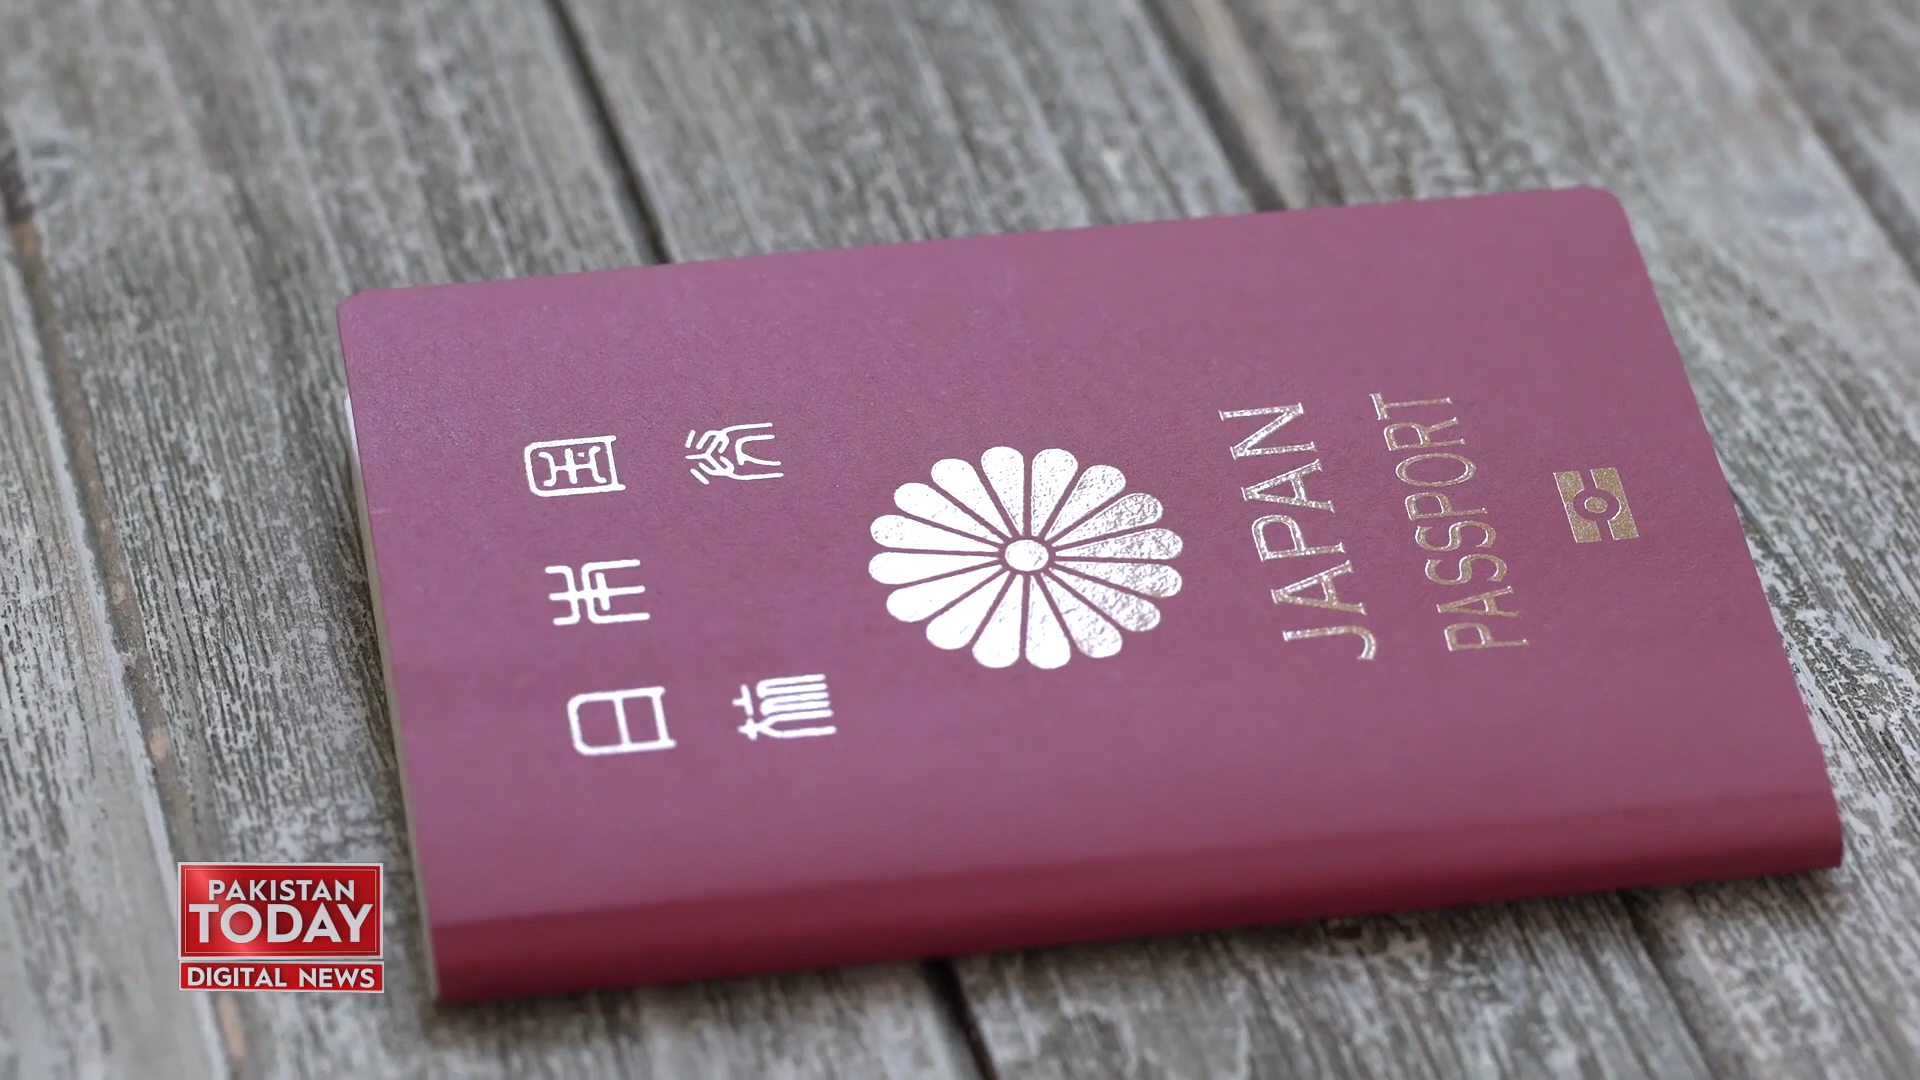 日本国
旅券
JAPAN
PASSPORT
PAKISTAN
TODAY
DIGITAL NEWS